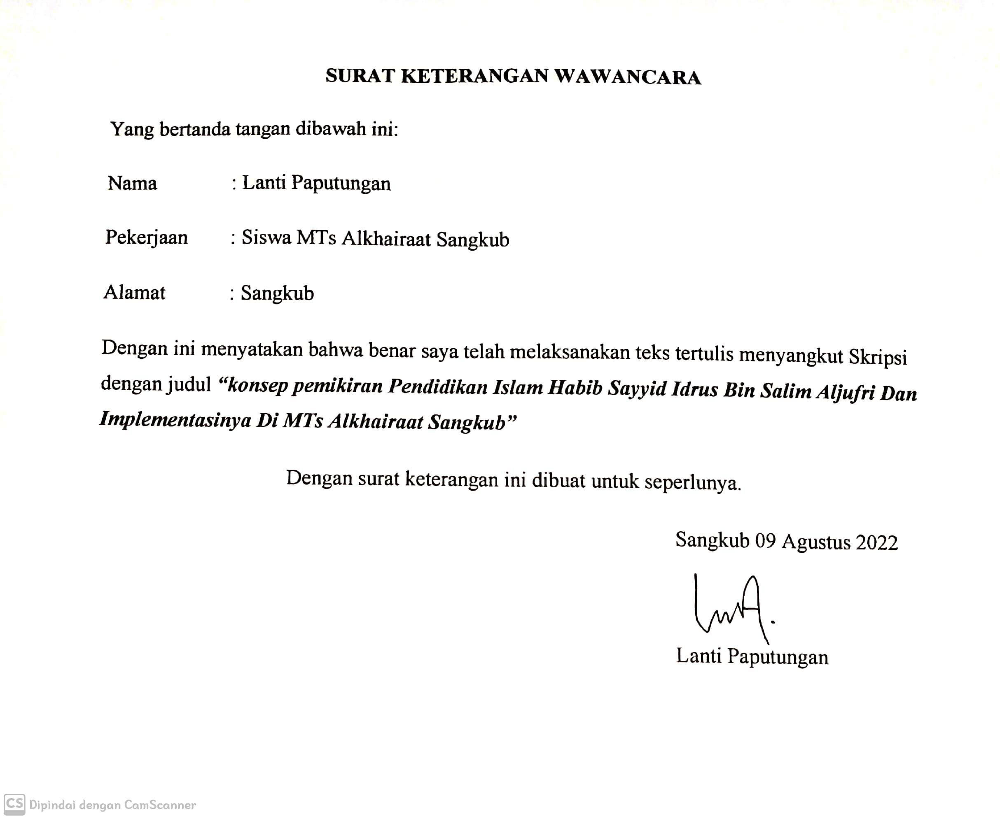 SURAT KETERANGAN WAWANCARA
Yang bertanda tangan dibawah ini:
Nama : Lanti Paputungan
Pekerjaan : Siswa MTs Alkhairaat Sangkub
Alamat : Sangkub
Dengan ini menyatakan bahwa benar saya telah melaksanakan teks tertulis menyangkut Skripsi
dengan judul “konsep pemikiran Pendidikan Islam Habib Sayyid Idrus Bin Salim Aljufri Dan
Implementasinya Di MTs Alkhairaat Sangkub”
Dengan surat keterangan ini dibuat untuk seperlunya.
Sangkub 09 Agustus 2022
Lanti Paputungan
CS Dipindai dengan CamScanner